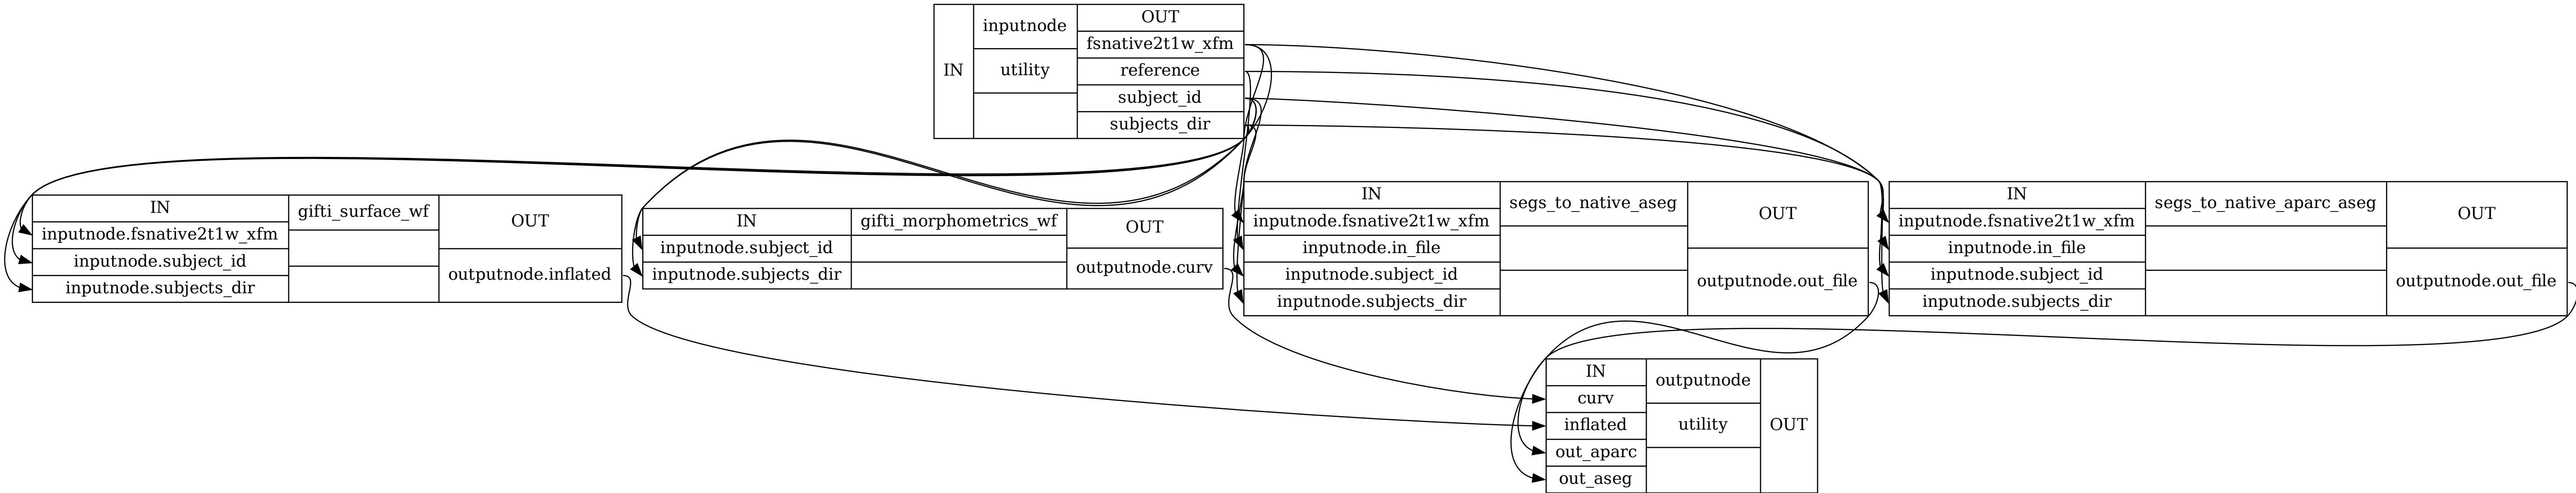 IN
inputnode
utility
OUT
fsnative2t1w_xfm
reference
subject_id
subjects_dir
IN
inputnode.fsnative2t1w_xfm
inputnode.subject_id
inputnode.subjects_dir
gifti_surface_wf
OUT
outputnode.inflated
IN
inputnode.subject_id
inputnode.subjects_dir
gifti_morphometrics_wf
OUT
outputnode.curv
IN
inputnode.fsnative2t1w_xfm
inputnode.in_file
inputnode.subject_id
inputnode.subjects_dir
segs_to_native_aseg
OUT
outputnode.out_file
IN
inputnode.fsnative2t1w_xfm
inputnode.in_file
inputnode.subject_id
inputnode.subjects_dir
segs_to_native_aparc_aseg
OUT
outputnode.out_file
IN
curv
inflated
out_aparc
out_aseg
outputnode
utility
OUT